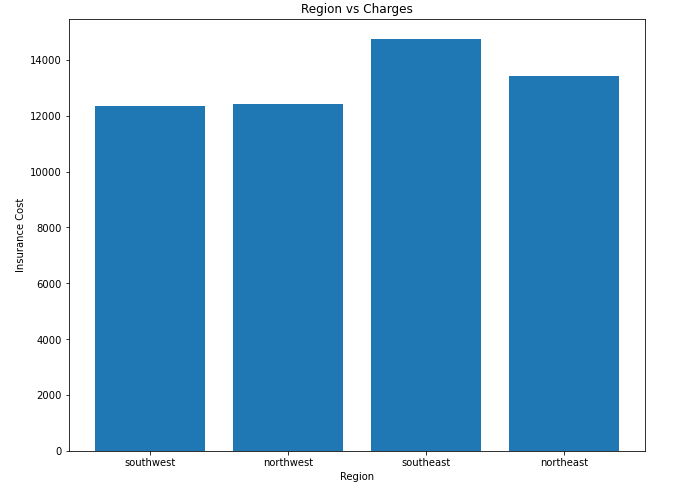 Region vs Charges
14000
12000
10000
8000
6000
4000
2000
0
Insurance Cost
southwest northwest southeast northeast
Region